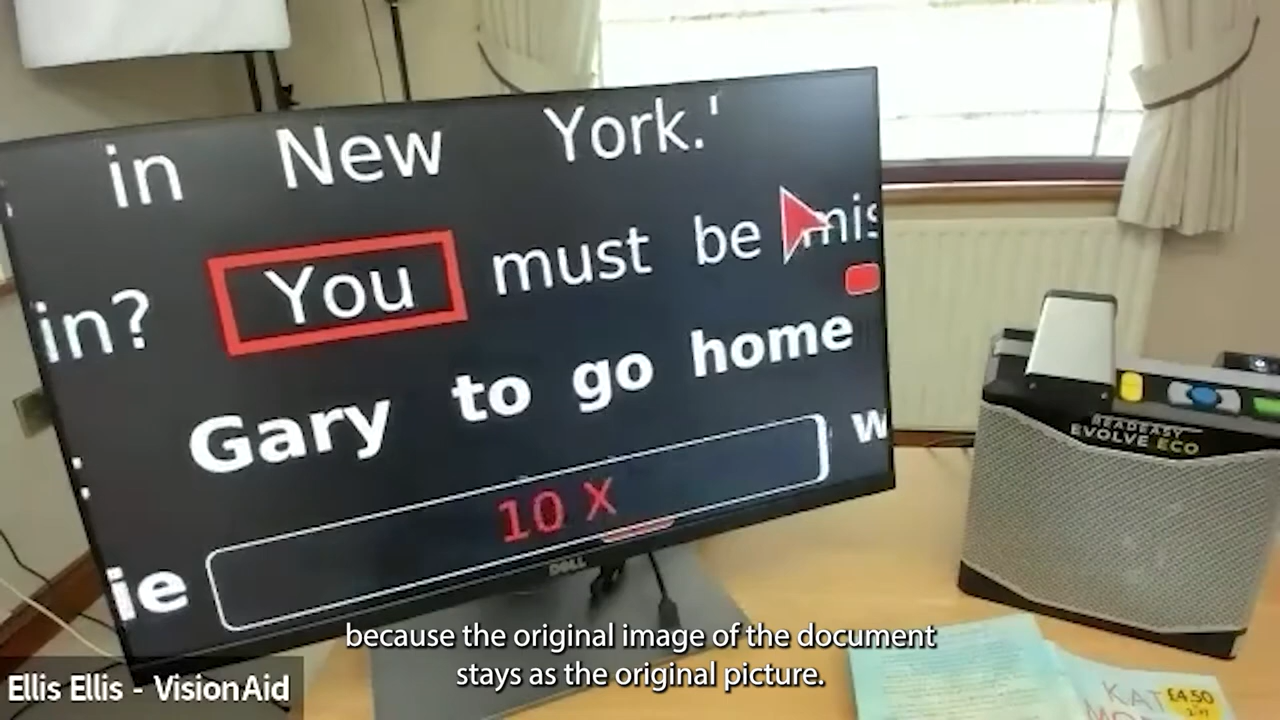 in New York.'
in? You must be mis
Gary to go home
w
10 X
ie
DELL
READEASY
EVOLVE ECO
because the original image of the document
stays as the original picture.
Ellis Ellis - VisionAid
KAT
£4.50